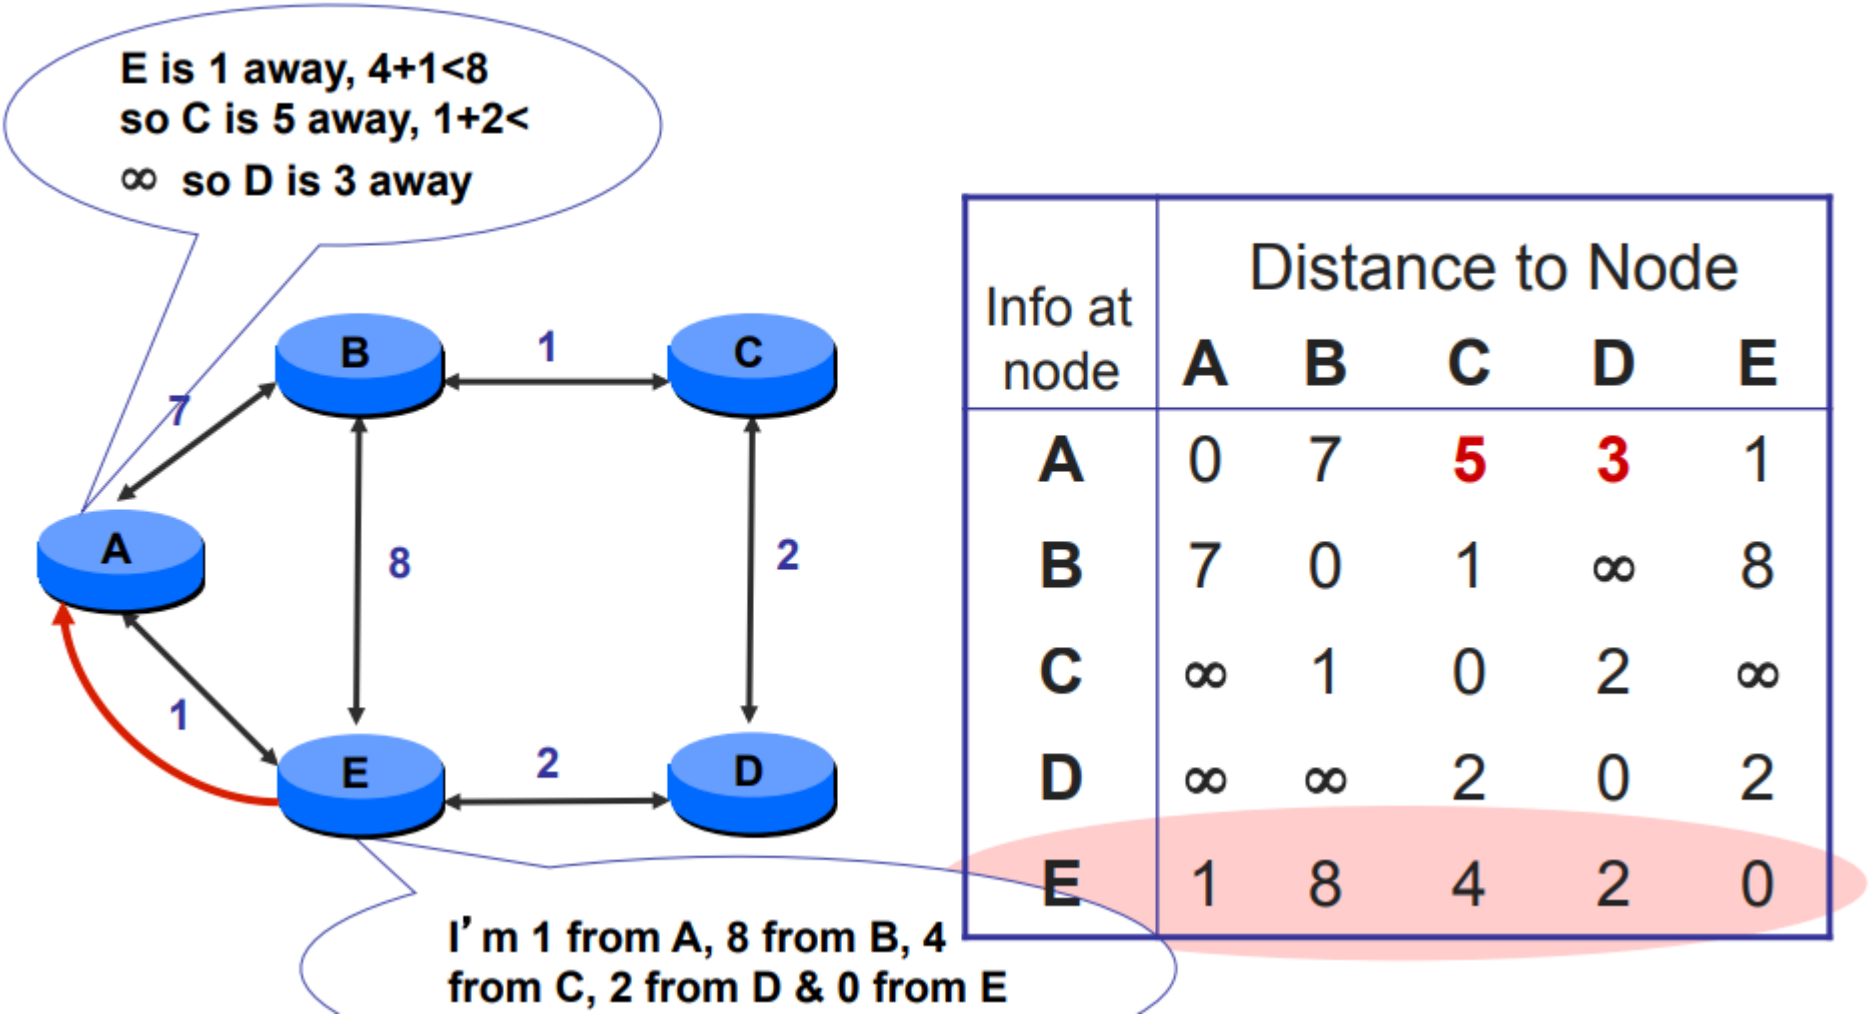 E is 1 away, 4+1<8
so C is 5 away, 1+2<
∞ so D is 3 away
B
1
C
7
A
8
2
1
E
2
D
I’m 1 from A, 8 from B, 4
from C, 2 from D & 0 from E
Info at
node
Distance to Node
A B C D E
A 0 7 5 3 1
B 7 0 1 ∞ 8
C ∞ 1 0 2 ∞
D ∞ ∞ 2 0 2
E 1 8 4 2 0